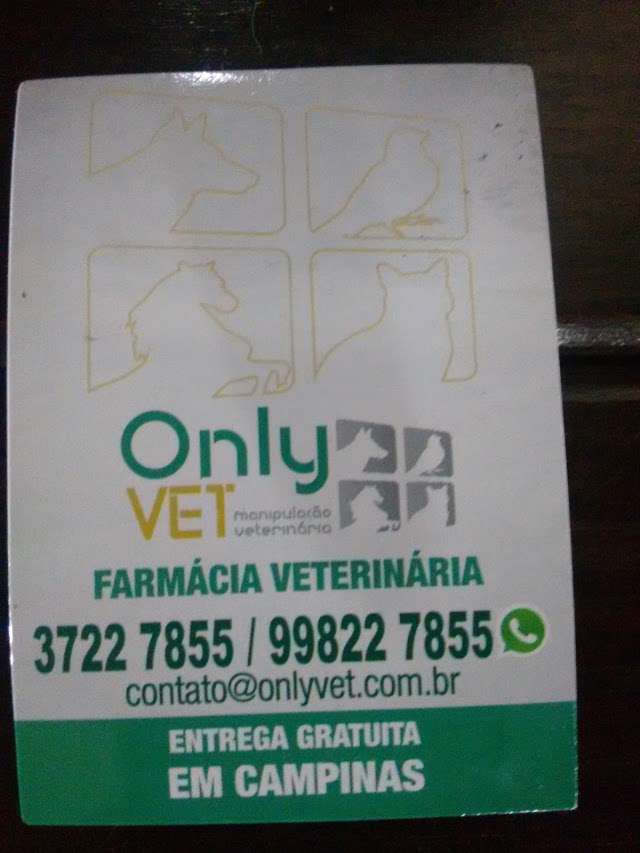 Only
VET manipulação
veterinária
FARMÁCIA VETERINÁRIA
3722 7855 / 99822 7855
contato@onlyvet.com.br
ENTREGA GRATUITA
EM CAMPINAS